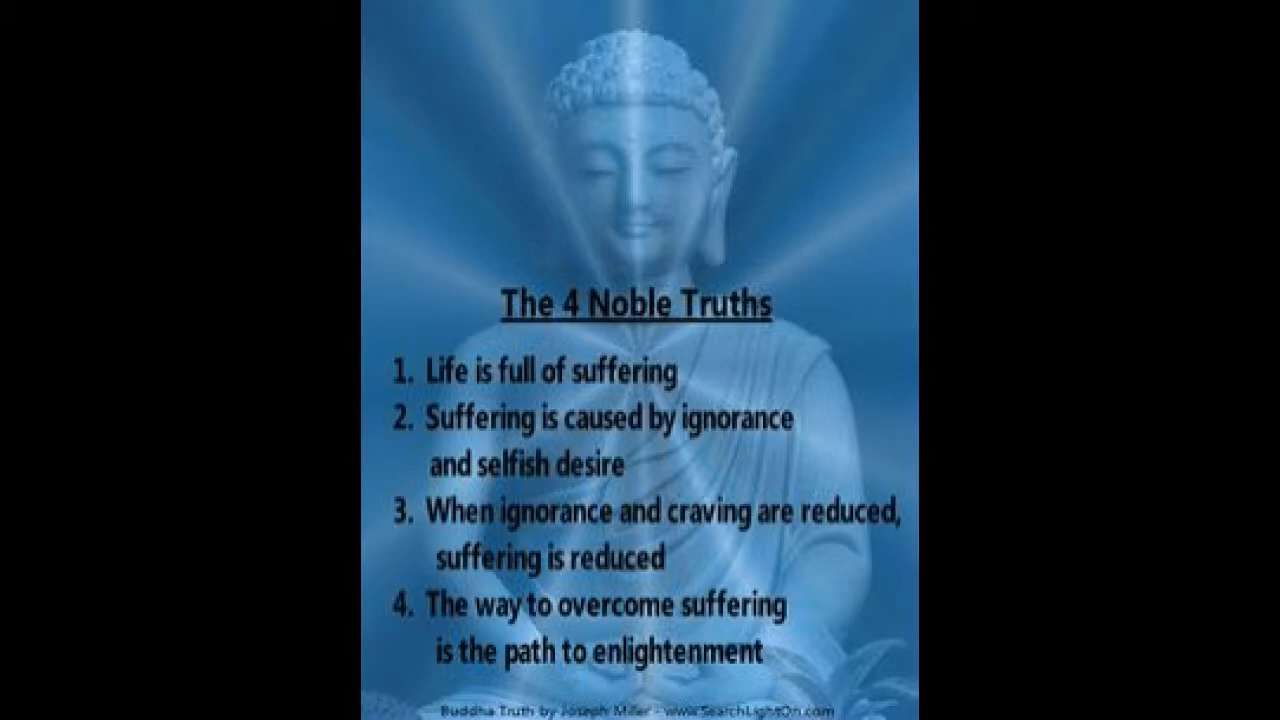 The 4 Noble Truths
1. Life is full of suffering
2. Suffering is caused by ignorance
and selfish desire
3. When ignorance and craving are reduced,
suffering is reduced
4. The way to overcome suffering
is the path to enlightenment
Buddha Truth by Joseph Miller - www.SearchLightOn.com